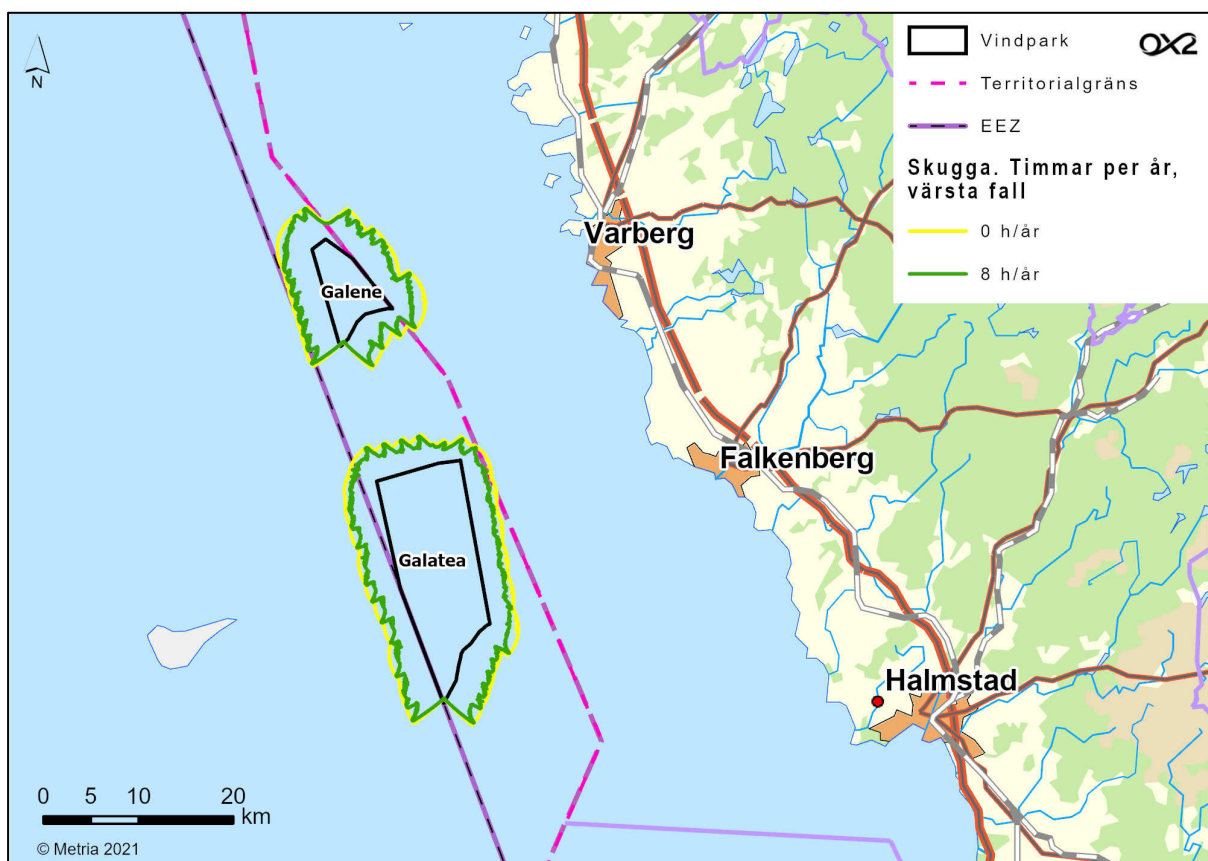 N
Vindpark
OX2
Territorialgräns
EEZ
Skugga. Timmar per år,
värsta fall
0 h/år
8 h/år
Varberg
Galene
Falkenberg
Galatea
Halmstad
0 5 10 20
km
© Metria 2021